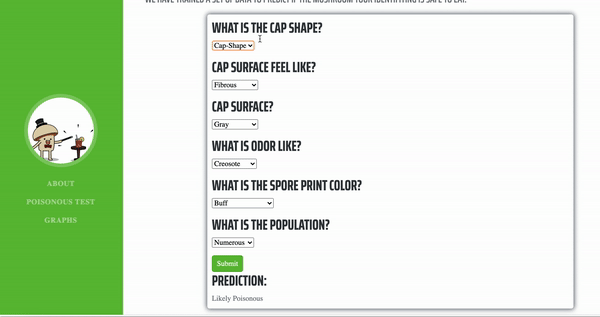 WE HAVE TRAINED A SET OF DATA TO PREDICT IF THE MUSHROOM YOUR IDENTIFYING IS SAFE TO EAT.
WHAT IS THE CAP SHAPE?
Cap-Shape
CAP SURFACE FEEL LIKE?
Fibrous
CAP SURFACE?
Gray
WHAT IS ODOR LIKE?
Creosote
WHAT IS THE SPORE PRINT COLOR?
Buff
WHAT IS THE POPULATION?
Numerous
Submit
PREDICTION:
Likely Poisonous
ABOUT
POISONOUS TEST
GRAPHS